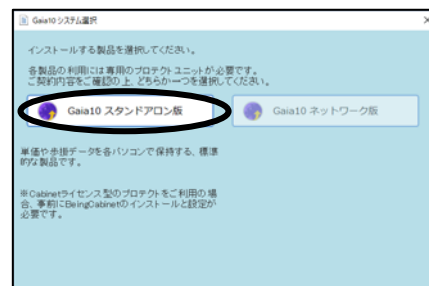 Gaia10 システム選択
インストールする製品を選択してください。
各製品の利用には専用のプロテクトユニットが必要です。
ご契約内容をご確認の上、どちらか一つを選択してください。
Gaia10 スタンドアロン版
Gaia10 ネットワーク版
単価や歩掛データを各パソコンで保持する、標準
的な製品です。
※Cabinetライセンス型のプロテクトをご利用の場
合、事前にBeingCabinetのインストールと設定が
必要です。